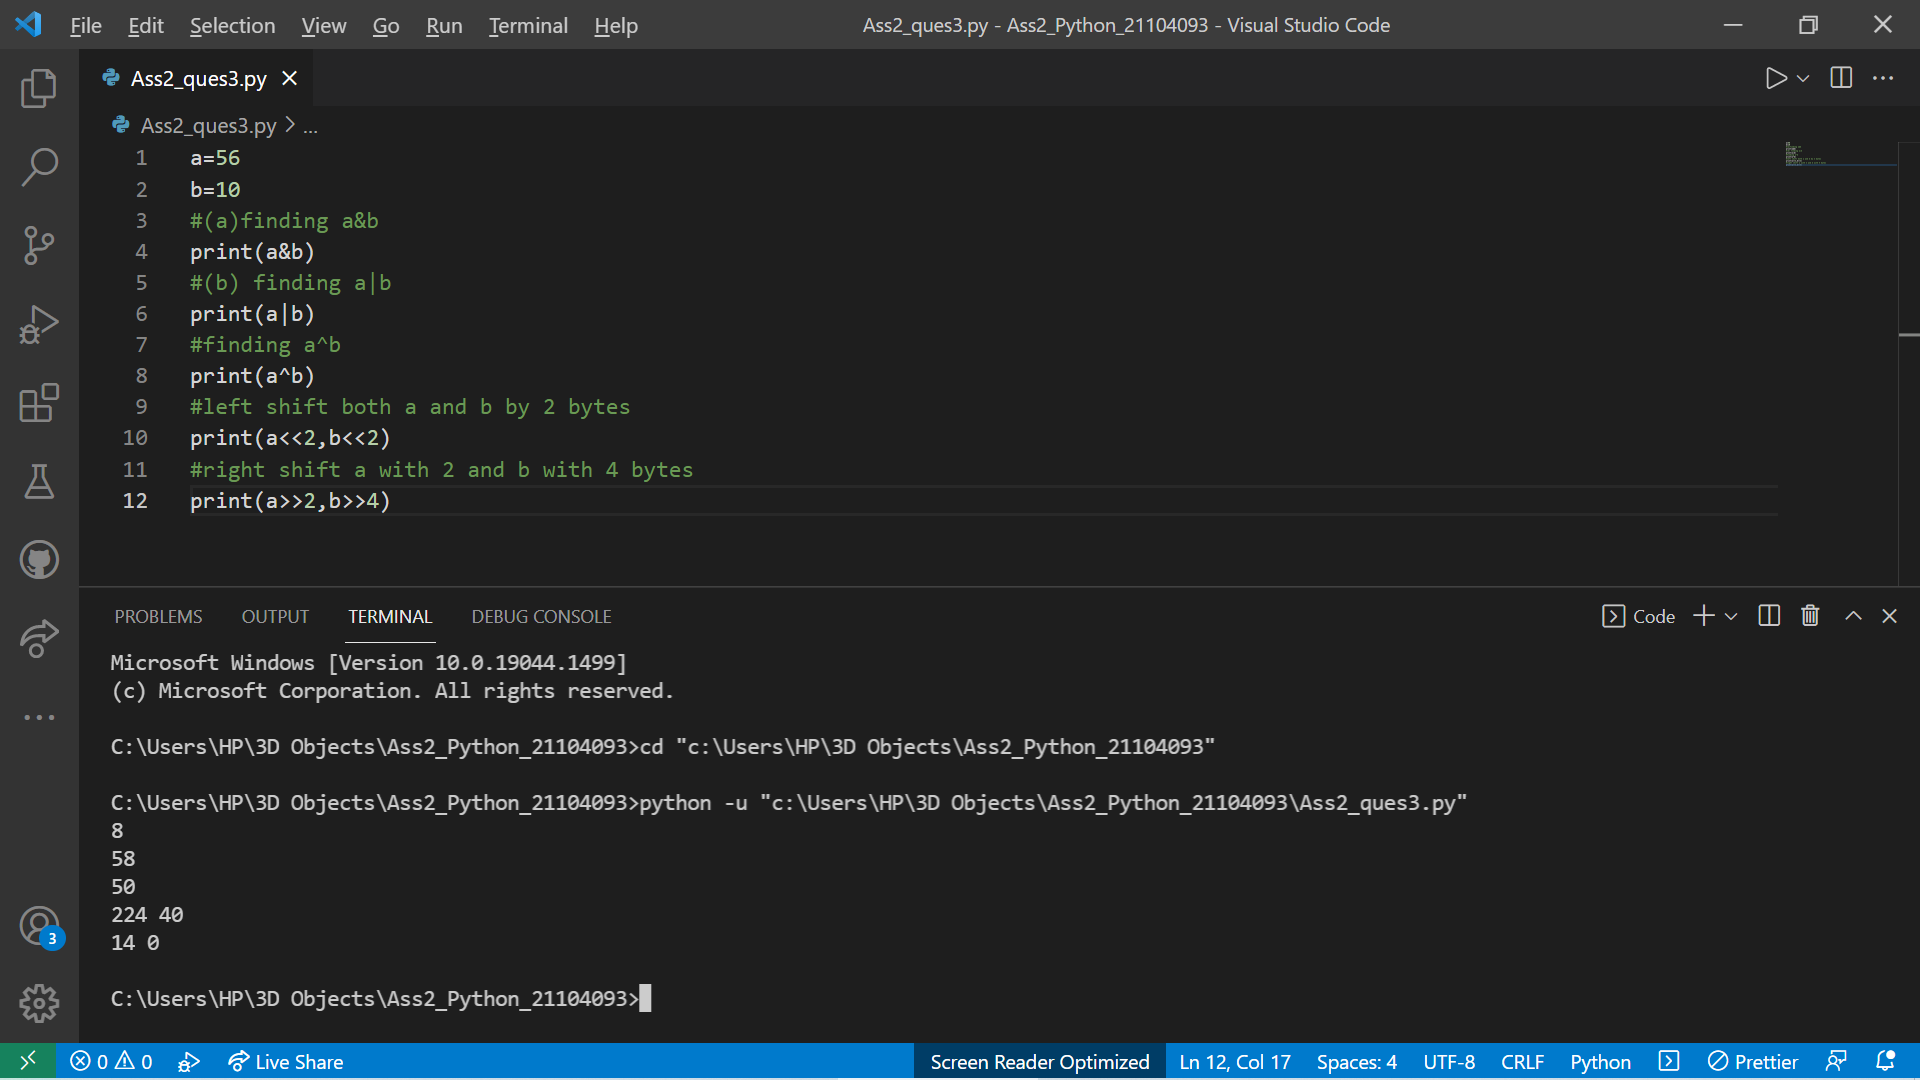 File Edit Selection View Go Run Terminal Help Ass2_ques3.py - Ass2_Python_21104093 - Visual Studio Code
Ass2_ques3.py
Ass2_ques3.py > ...
1 a=56
2 b=10
3 #(a)finding a&b
4 print(a&b)
5 #(b) finding a|b
6 print(a|b)
7 #finding a^b
8 print(a^b)
9 #left shift both a and b by 2 bytes
10 print(a<<2,b<<2)
11 #right shift a with 2 and b with 4 bytes
12 print(a>>2,b>>4)
PROBLEMS OUTPUT TERMINAL DEBUG CONSOLE Code
Microsoft Windows [Version 10.0.19044.1499]
(c) Microsoft Corporation. All rights reserved.
C:\Users\HP\3D Objects\Ass2_Python_21104093>cd "c:\Users\HP\3D Objects\Ass2_Python_21104093"
C:\Users\HP\3D Objects\Ass2_Python_21104093>python -u "c:\Users\HP\3D Objects\Ass2_Python_21104093\Ass2_ques3.py"
8
58
50
224 40
14 0
C:\Users\HP\3D Objects\Ass2_Python_21104093>
3
0 0 Live Share Screen Reader Optimized Ln 12, Col 17 Spaces: 4 UTF-8 CRLF Python Prettier